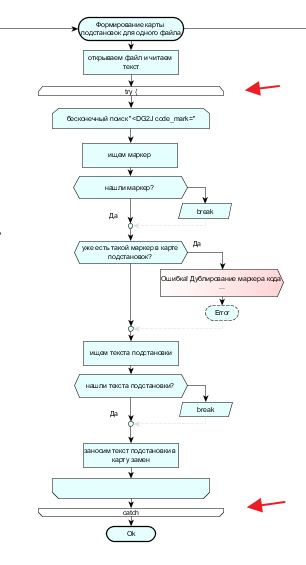 Формирование карты
подстановок для одного файла
открываем файл и читаем
текст
try {
бесконечный поиск "<DG2J code_mark="
ищем маркер
нашли маркер?
break
Да
уже есть такой маркер в карте
подстановок?
Да
Ошибка! Дублирование маркера кода
...
Error
ищем текста подстановки
нашли текста подстановки?
break
Да
заносим текст подстановки в
карту замен
catch
Ok